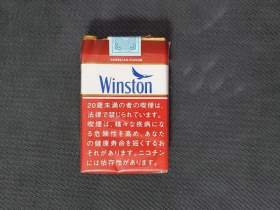 AMERICAN FLAVOR
Winston
20歳未満の者の喫煙は、
法律で禁じられています。
喫煙は、様々な疾病にな
る危険性を高め、あなた
の健康寿命を短くするお
それがあります。ニコチン
には依存性があります。